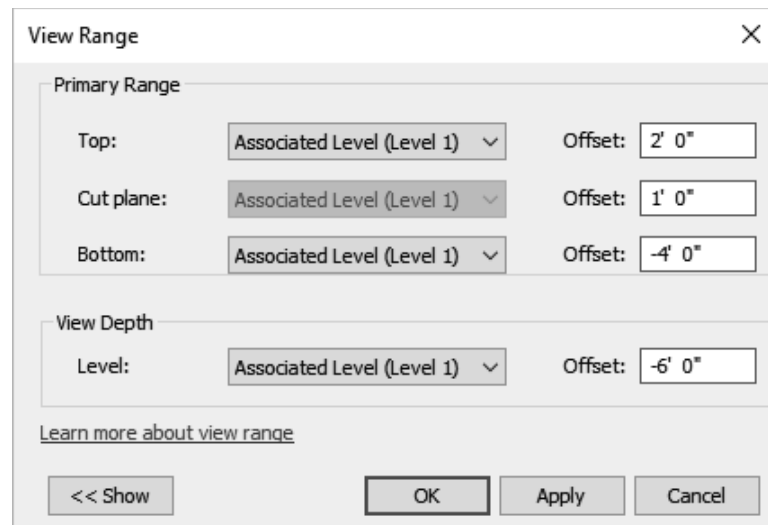 View Range
Primary Range
Top: Associated Level (Level 1) Offset: 2' 0"
Cut plane: Associated Level (Level 1) Offset: 1' 0"
Bottom: Associated Level (Level 1) Offset: -4' 0"
View Depth
Level: Associated Level (Level 1) Offset: -6' 0"
Learn more about view range
<< Show OK Apply Cancel